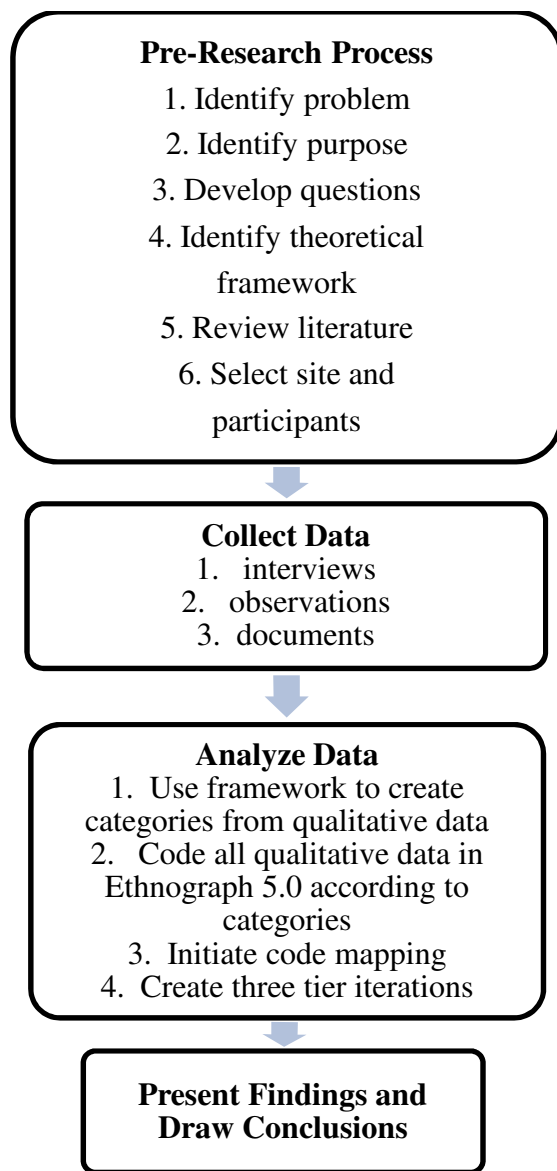 Pre-Research Process
1. Identify problem
2. Identify purpose
3. Develop questions
4. Identify theoretical
framework
5. Review literature
6. Select site and
participants
Collect Data
1. interviews
2. observations
3. documents
Analyze Data
1. Use framework to create
categories from qualitative data
2. Code all qualitative data in
Ethnograph 5.0 according to
categories
3. Initiate code mapping
4. Create three tier iterations
Present Findings and
Draw Conclusions